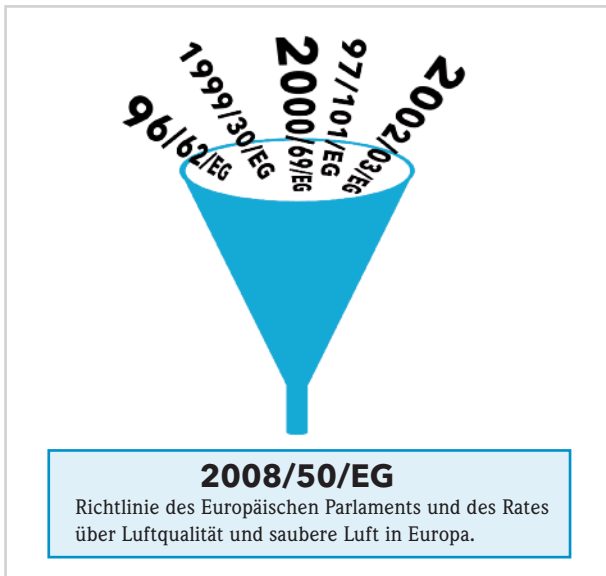 96/62/EG
1999/30/EG
2000/69/EG
97/101/EG
2002/03/EG
2008/50/EG
Richtlinie des Europäischen Parlaments und des Rates
über Luftqualität und saubere Luft in Europa.